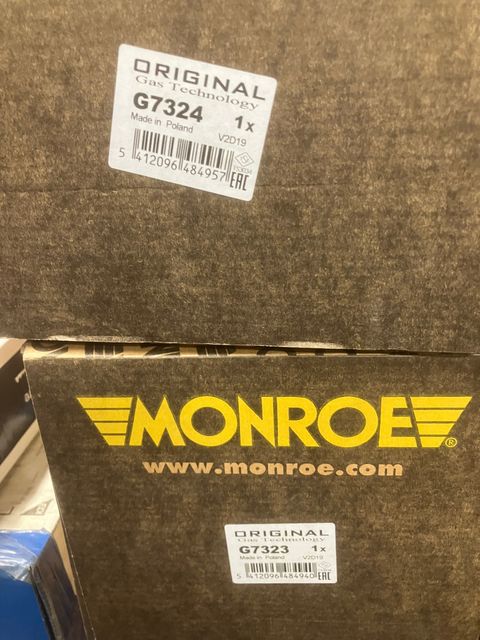 ORIGINAL
Gas Technology
G7324 1x
Made in Poland V2D19
5 412096 484957 EAC
MONROE®
www.monroe.com
ORIGINAL
Gas Technology
G7323 1x
Made in Poland V2D19
5 412096 484940 EAC